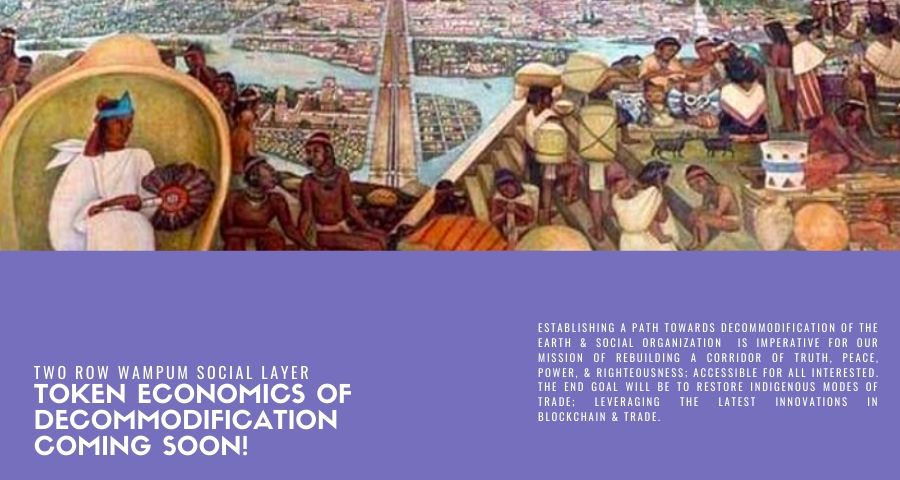 TWO ROW WAMPUM SOCIAL LAYER
TOKEN ECONOMICS OF
DECOMMODIFICATION
COMING SOON!
ESTABLISHING A PATH TOWARDS DECOMMODIFICATION OF THE
EARTH & SOCIAL ORGANIZATION IS IMPERATIVE FOR OUR
MISSION OF REBUILDING A CORRIDOR OF TRUTH, PEACE,
POWER, & RIGHTEOUSNESS; ACCESSIBLE FOR ALL INTERESTED.
THE END GOAL WILL BE TO RESTORE INDIGENOUS MODES OF
TRADE; LEVERAGING THE LATEST INNOVATIONS IN
BLOCKCHAIN & TRADE.